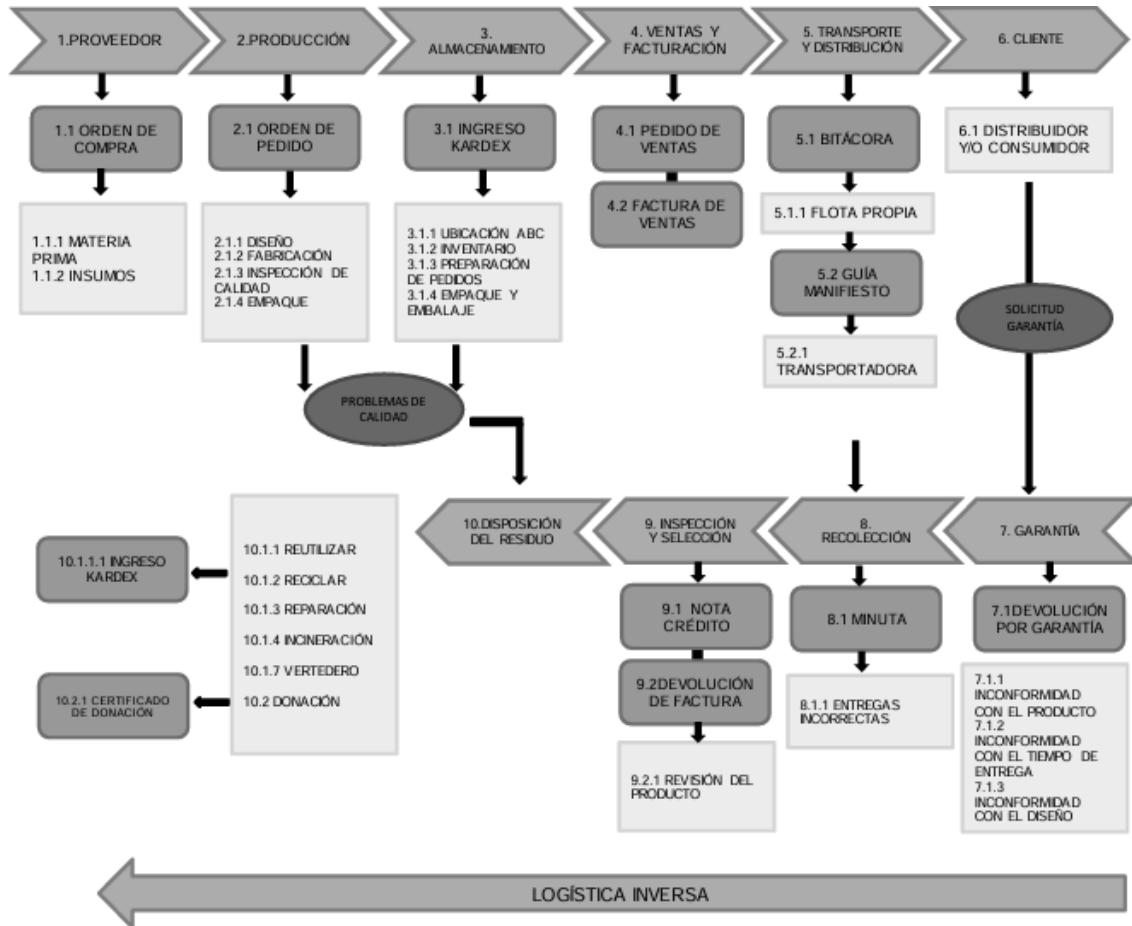 1.PROVEEDOR
2.PRODUCCIÓN
3.
ALMACENAMIENTO
4. VENTAS Y
FACTURACIÓN
5. TRANSPORTE
Y DISTRIBUCIÓN
6. CLIENTE
1.1 ORDEN DE
COMPRA
2.1 ORDEN DE
PEDIDO
3.1 INGRESO
KARDEX
4.1 PEDIDO DE
VENTAS
4.2 FACTURA DE
VENTAS
5.1 BITÁCORA
5.1.1 FLOTA PROPIA
5.2 GUÍA
MANIFIESTO
5.2.1
TRANSPORTADORA
6.1 DISTRIBUIDOR
Y/O CONSUMIDOR
1.1.1 MATERIA
PRIMA
1.1.2 INSUMOS
2.1.1 DISEÑO
2.1.2 FABRICACIÓN
2.1.3 INSPECCIÓN DE
CALIDAD
2.1.4 EMPAQUE
3.1.1 UBICACIÓN ABC
3.1.2 INVENTARIO
3.1.3 PREPARACIÓN
DE PEDIDOS
3.1.4 EMPAQUE Y
EMBALAJE
SOLICITUD
GARANTÍA
PROBLEMAS DE
CALIDAD
10.DISPOSICIÓN
DEL RESIDUO
9. INSPECCIÓN
Y SELECCIÓN
8.
RECOLECCIÓN
7. GARANTÍA
10.1.1.1 INGRESO
KARDEX
10.2.1 CERTIFICADO
DE DONACIÓN
10.1.1 REUTILIZAR
10.1.2 RECICLAR
10.1.3 REPARACIÓN
10.1.4 INCINERACIÓN
10.1.7 VERTEDERO
10.2 DONACIÓN
9.1 NOTA
CRÉDITO
9.2DEVOLUCIÓN
DE FACTURA
9.2.1 REVISIÓN DEL
PRODUCTO
8.1 MINUTA
8.1.1 ENTREGAS
INCORRECTAS
7.1DEVOLUCIÓN
POR GARANTÍA
7.1.1
INCONFORMIDAD
CON EL PRODUCTO
7.1.2
INCONFORMIDAD
CON EL TIEMPO DE
ENTREGA
7.1.3
INCONFORMIDAD
CON EL DISEÑO
LOGÍSTICA INVERSA